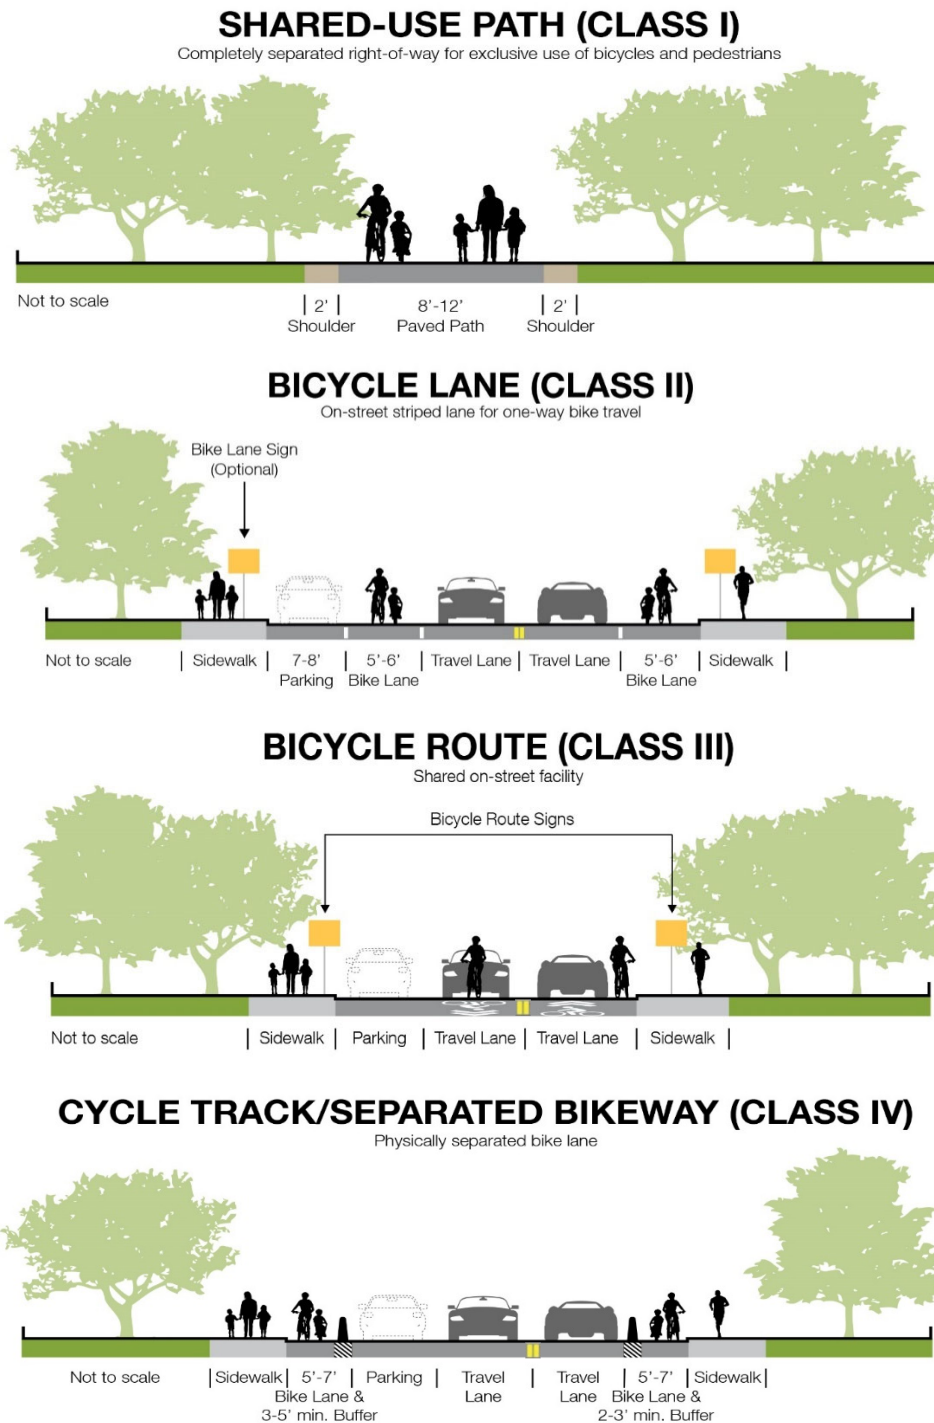 SHARED-USE PATH (CLASS I)
Completely separated right-of-way for exclusive use of bicycles and pedestrians
Not to scale
2' 8'-12' 2'
Shoulder Paved Path Shoulder
BICYCLE LANE (CLASS II)
On-street striped lane for one-way bike travel
Bike Lane Sign
(Optional)
Not to scale Sidewalk 7-8' 5'-6' Travel Lane Travel Lane 5'-6' Sidewalk
Parking Bike Lane Bike Lane
BICYCLE ROUTE (CLASS III)
Shared on-street facility
Bicycle Route Signs
Not to scale Sidewalk Parking Travel Lane Travel Lane Sidewalk
CYCLE TRACK/SEPARATED BIKEWAY (CLASS IV)
Physically separated bike lane
Not to scale Sidewalk 5'-7' Parking Travel Travel 5'-7' Sidewalk
Bike Lane & Lane Lane Bike Lane &
3-5' min. Buffer 2-3' min. Buffer